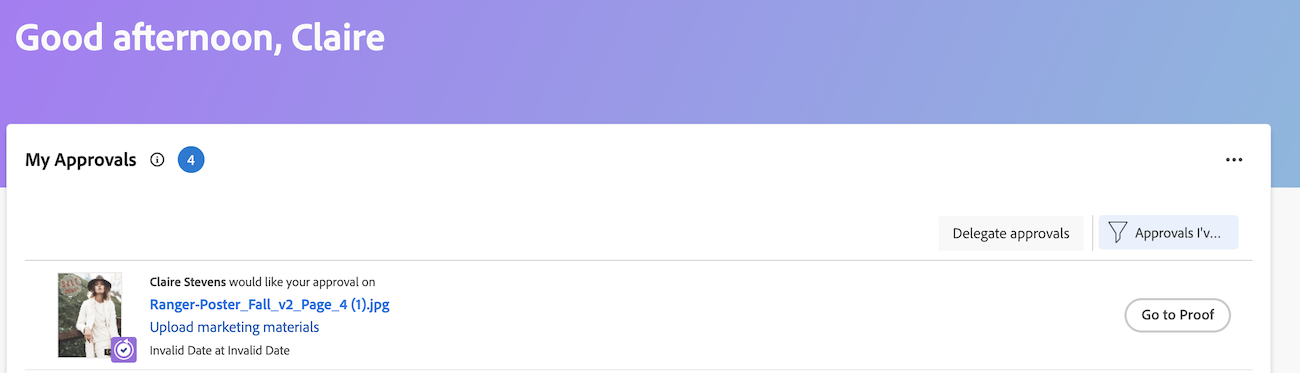 Good afternoon, Claire
My Approvals 4
Delegate approvals
Approvals I'v...
Claire Stevens would like your approval on
Ranger-Poster_Fall_v2_Page_4 (1).jpg
Upload marketing materials
Invalid Date at Invalid Date
Go to Proof